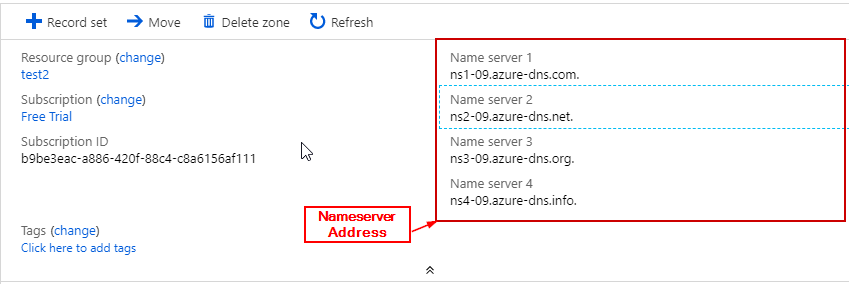 Record set Move Delete zone Refresh
Resource group (change)
test2
Subscription (change)
Free Trial
Subscription ID
b9be3eac-a886-420f-88c4-c8a6156af111
Tags (change)
Click here to add tags
Name server 1
ns1-09.azure-dns.com.
Name server 2
ns2-09.azure-dns.net.
Name server 3
ns3-09.azure-dns.org.
Name server 4
ns4-09.azure-dns.info.
Nameserver
Address